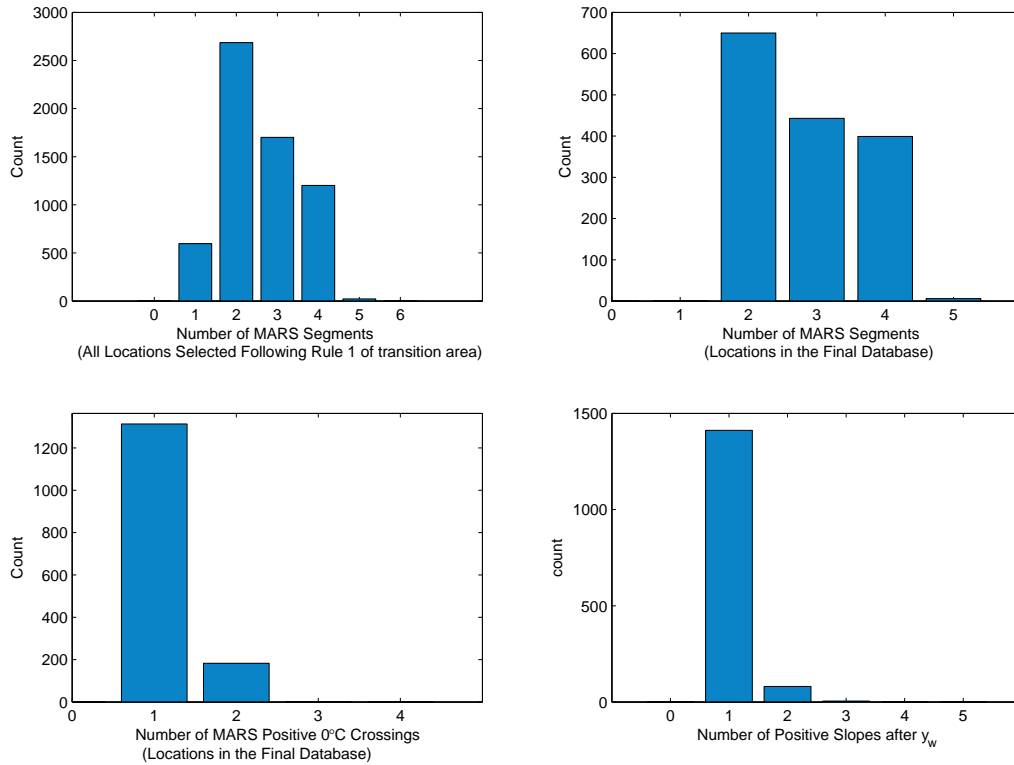 3000
2500
2000
1500
1000
500
0
Count
0 1 2 3 4 5 6
Number of MARS Segments
(All Locations Selected Following Rule 1 of transition area)
700
600
500
400
300
200
100
0
Count
0 1 2 3 4 5
Number of MARS Segments
(Locations in the Final Database)
1200
1000
800
600
400
200
0
Count
0 1 2 3 4
Number of MARS Positive 0°C Crossings
(Locations in the Final Database)
1500
1000
500
0
count
0 1 2 3 4 5
Number of Positive Slopes after y_w